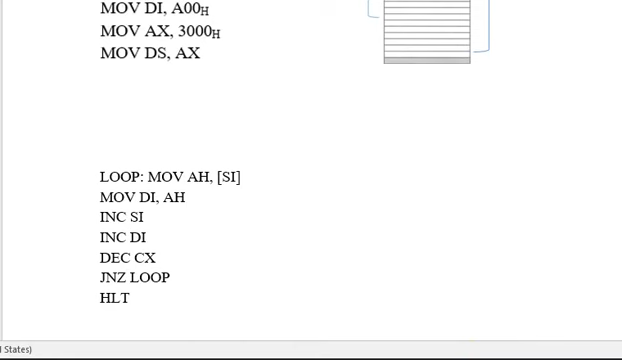 MOV DI, A00H
MOV AX, 3000H
MOV DS, AX
LOOP: MOV AH, [SI]
MOV DI, AH
INC SI
INC DI
DEC CX
JNZ LOOP
HLT
States)